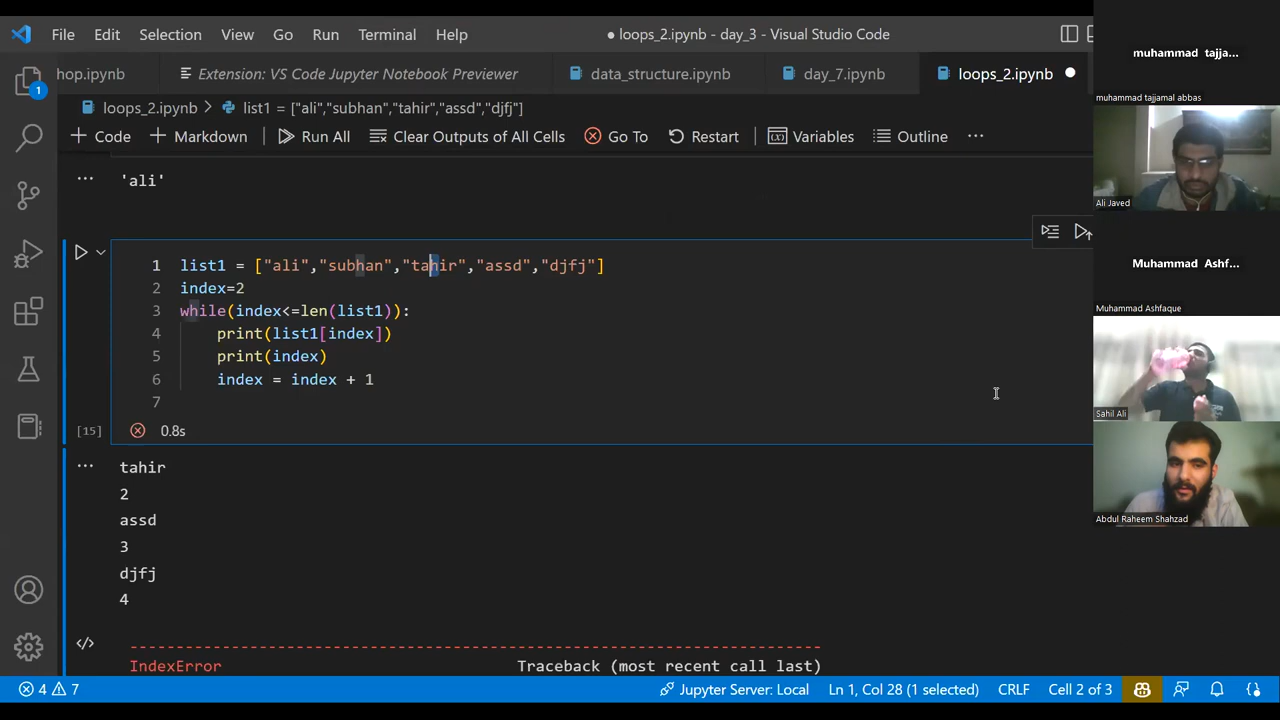 File Edit Selection View Go Run Terminal Help
● loops_2.ipynb - day_3 - Visual Studio Code
hop.ipynb
Extension: VS Code Jupyter Notebook Previewer
data_structure.ipynb
day_7.ipynb
loops_2.ipynb ●
loops_2.ipynb > list1 = ["ali","subhan","tahir","assd","djfj"]
+ Code + Markdown Run All Clear Outputs of All Cells Go To Restart Variables Outline ...
1
... 'ali'
1 list1 = ["ali","subhan","tahir","assd","djfj"]
2 index=2
3 while(index<=len(list1)):
4 print(list1[index])
5 print(index)
6 index = index + 1
7
[15] 0.8s
... tahir
2
assd
3
djfj
4
---------------------------------------------------------------------------
IndexError Traceback (most recent call last)
4 7 Jupyter Server: Local Ln 1, Col 28 (1 selected) CRLF Cell 2 of 3
muhammad tajja...
muhammad tajjamal abbas
Ali Javed
Muhammad Ashf...
Muhammad Ashfaque
Sahil Ali
Abdul Raheem Shahzad